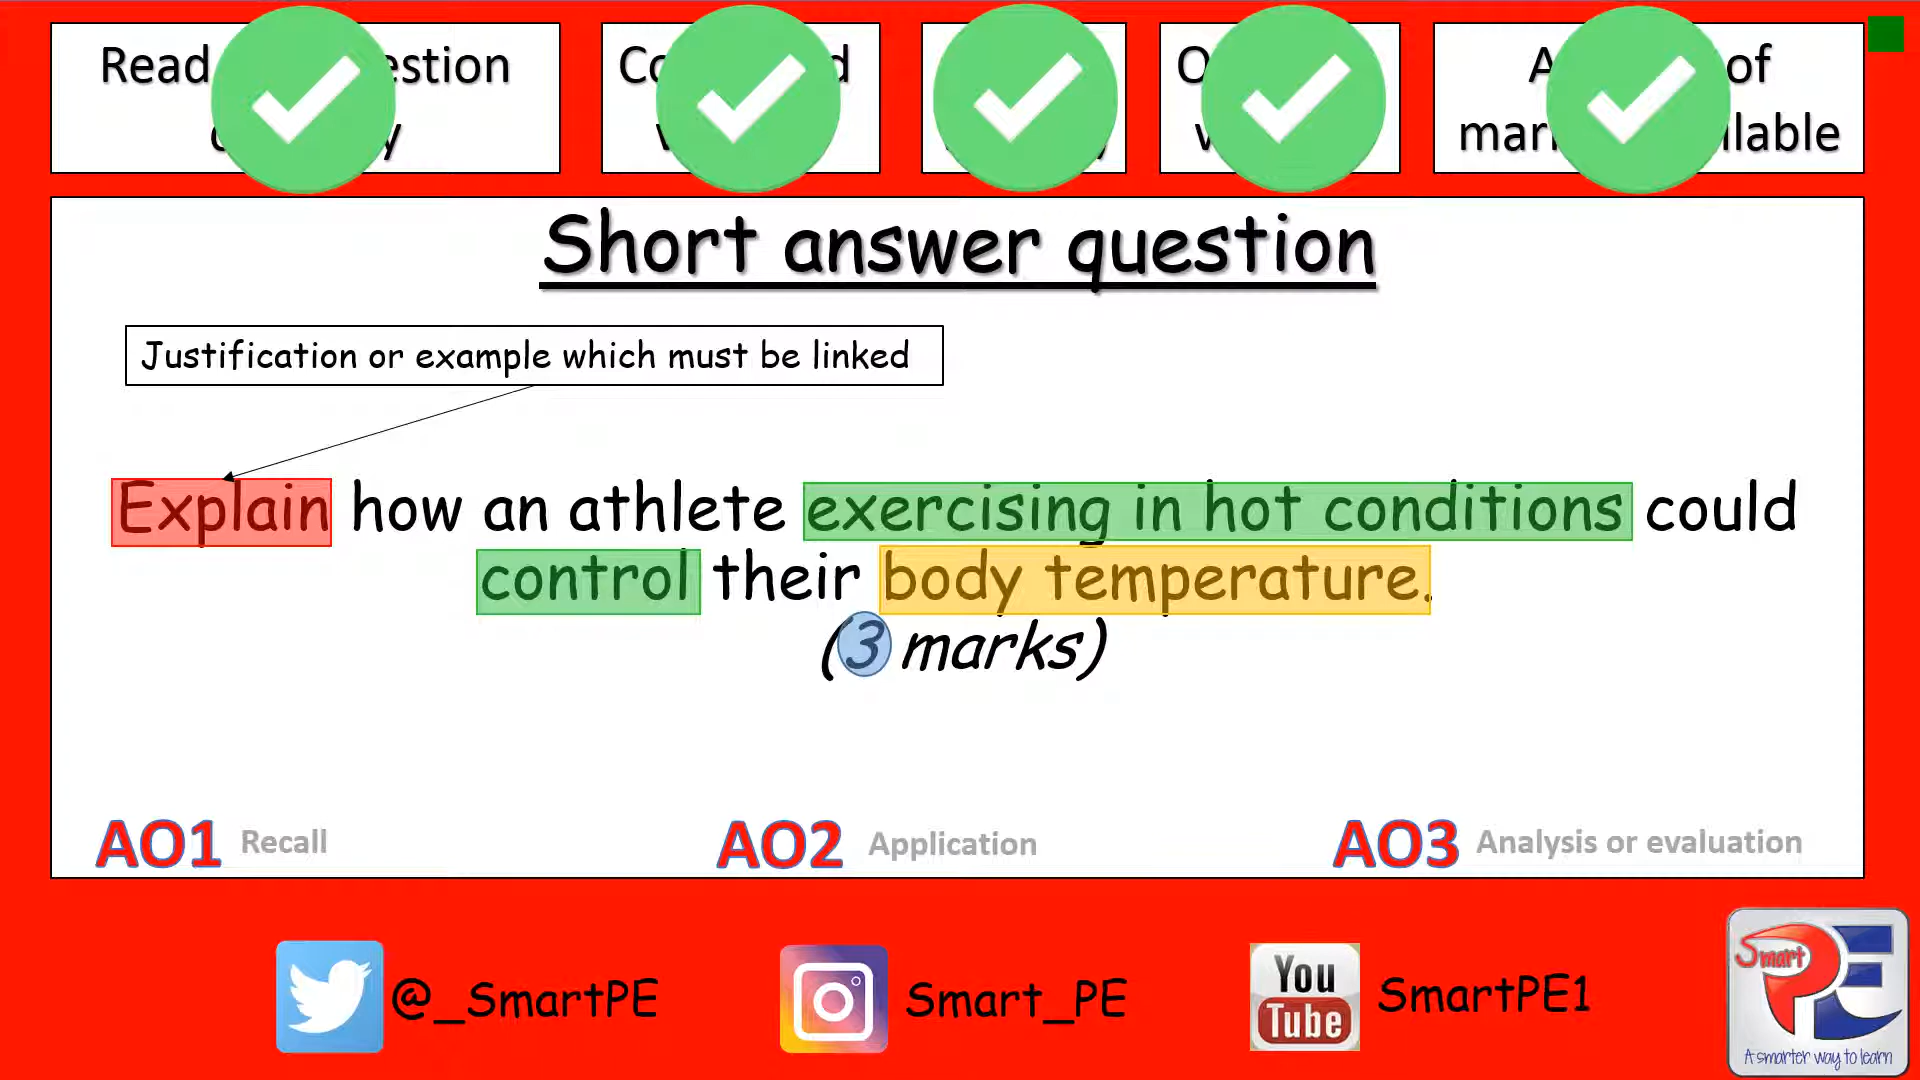 Read estion
Co d
O
A of
mar ilable
Short answer question
Justification or example which must be linked
Explain how an athlete exercising in hot conditions could
control their body temperature.
(3 marks)
AO1 Recall
AO2 Application
AO3 Analysis or evaluation
@_SmartPE
Smart_PE
You
Tube
SmartPE1
Smart
PE
A smarter way to learn